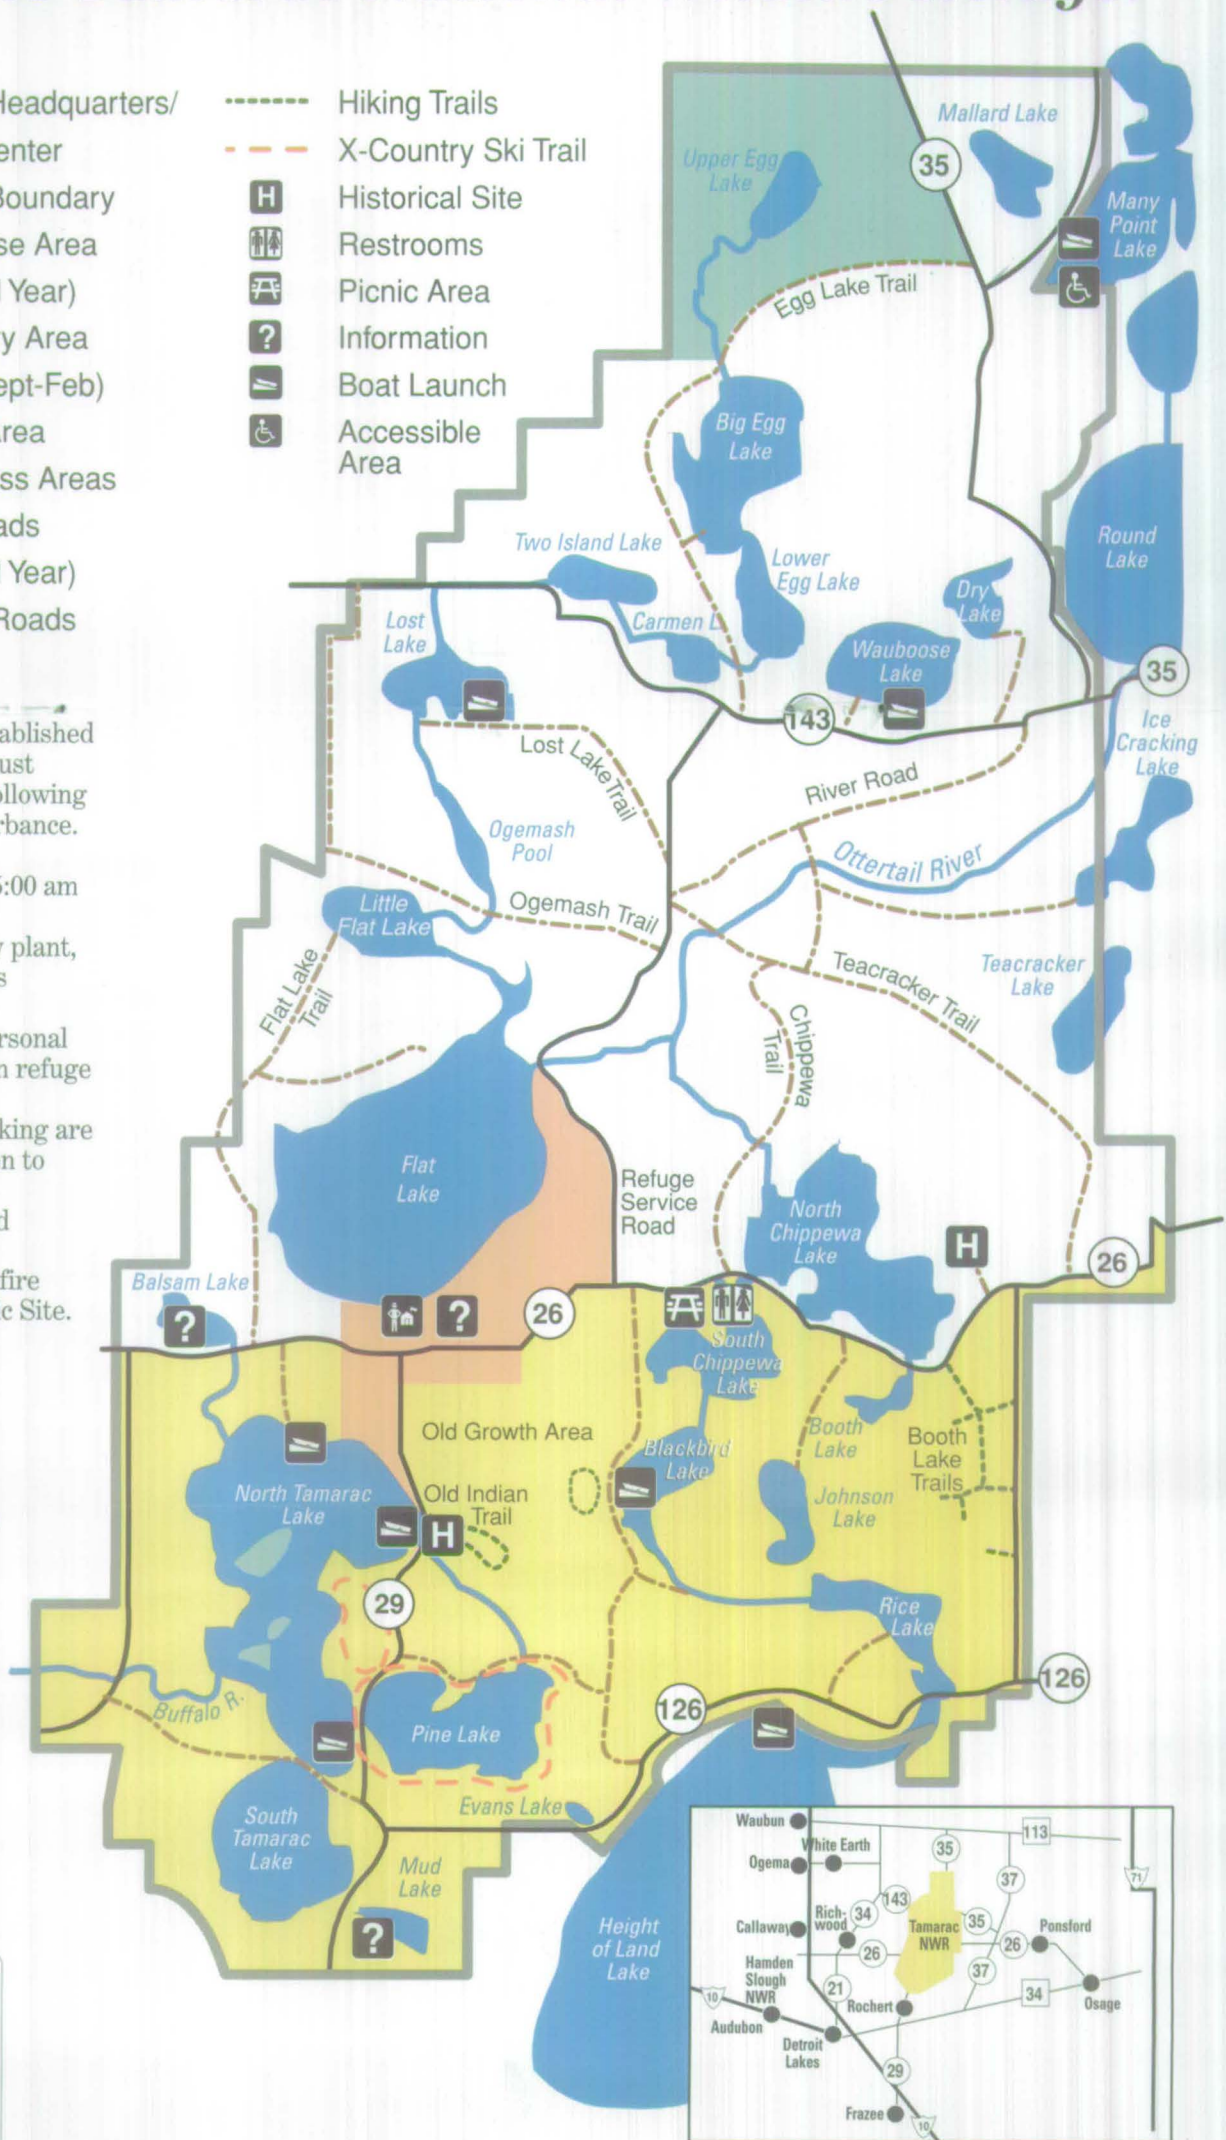 Headquarters/
enter
Boundary
se Area
Year)
y Area
ept-Feb)
rea
ss Areas
ads
Year)
Roads
Hiking Trails
X-Country Ski Trail
H
Historical Site
Restrooms
Picnic Area
?
Information
Boat Launch
Accessible
Area
ablished
ust
ollowing
rbance.
5:00 am
y plant,
s
rsonal
n refuge
king are
n to
d
fire
c Site.
Mallard Lake
Upper Egg
Lake
35
Many
Point
Lake
Egg Lake Trail
Big Egg
Lake
Round
Lake
Two Island Lake
Lower
Egg Lake
Dry
Lake
Lost
Lake
Carmen L
Wauboose
Lake
35
143
Ice
Cracking
Lake
Lost Lake Trail
River Road
Ogemash
Pool
Ottertail River
Little
Flat Lake
Ogemash Trail
Flat Lake
Trail
Teacracker Trail
Teacracker
Lake
Chippewa
Trail
Flat
Lake
Refuge
Service
Road
North
Chippewa
Lake
H
26
Balsam Lake
?
?
26
South
Chippewa
Lake
Old Growth Area
Blackbird
Lake
Booth
Lake
Booth
Lake
Trails
North Tamarac
Lake
Old Indian
Trail
H
Johnson
Lake
29
Rice
Lake
126
126
Buffalo R.
Pine Lake
Evans Lake
South
Tamarac
Lake
Mud
Lake
?
Height
of Land
Lake
Waubun
113
White Earth
35
Ogema
37
71
143
34
Richwood
Callaway
Tamarac
NWR
35
Ponsford
26
26
Hamden
Slough
NWR
37
21
34
10
Rochert
Osage
Audubon
Detroit
Lakes
29
Frazee
10